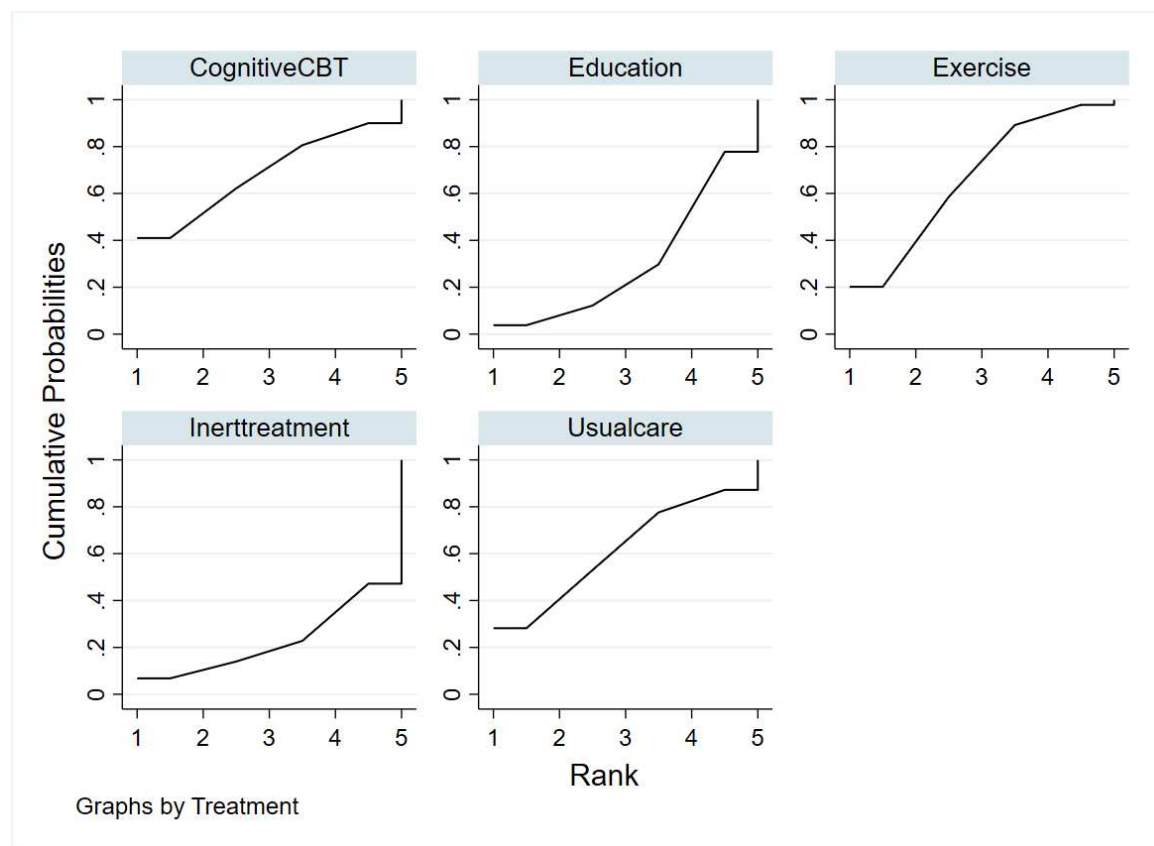 CognitiveCBT
Education
Exercise
0 .2 .4 .6 .8 1
0 .2 .4 .6 .8 1
0 .2 .4 .6 .8 1
1 2 3 4 5
1 2 3 4 5
1 2 3 4 5
Inerttreatment
Usualcare
0 .2 .4 .6 .8 1
0 .2 .4 .6 .8 1
1 2 3 4 5
1 2 3 4 5
Cumulative Probabilities
Rank
Graphs by Treatment